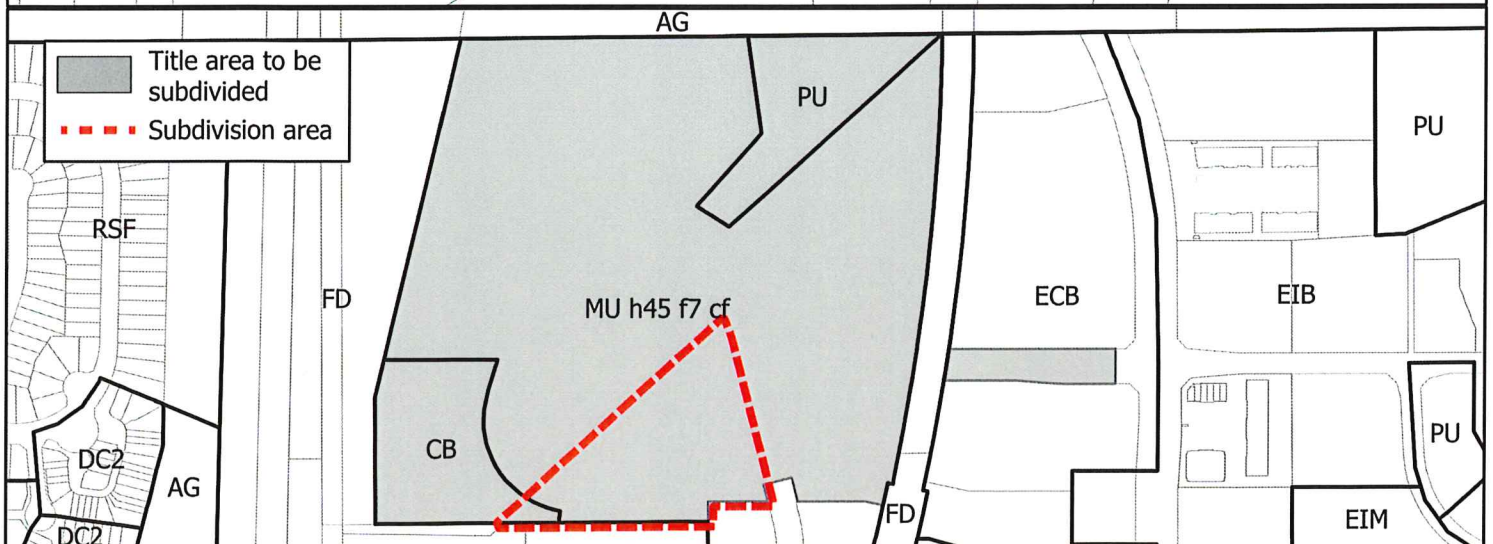 AG
Title area to be
subdivided
Subdivision area
PU
PU
RSF
FD
MU h45 f7 cf
ECB
EIB
CB
DC2
AG
PU
FD
EIM
DC2